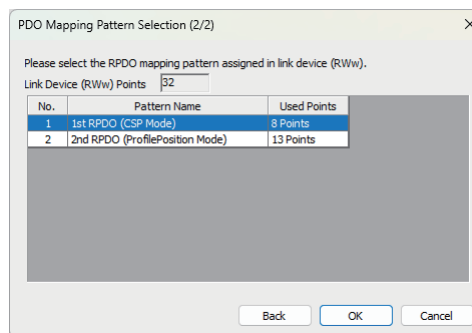 PDO Mapping Pattern Selection (2/2)
Please select the RPDO mapping pattern assigned in link device (RWw).
Link Device (RWw) Points 32
No. Pattern Name Used Points
1 1st RPDO (CSP Mode) 8 Points
2 2nd RPDO (ProfilePosition Mode) 13 Points
Back OK Cancel